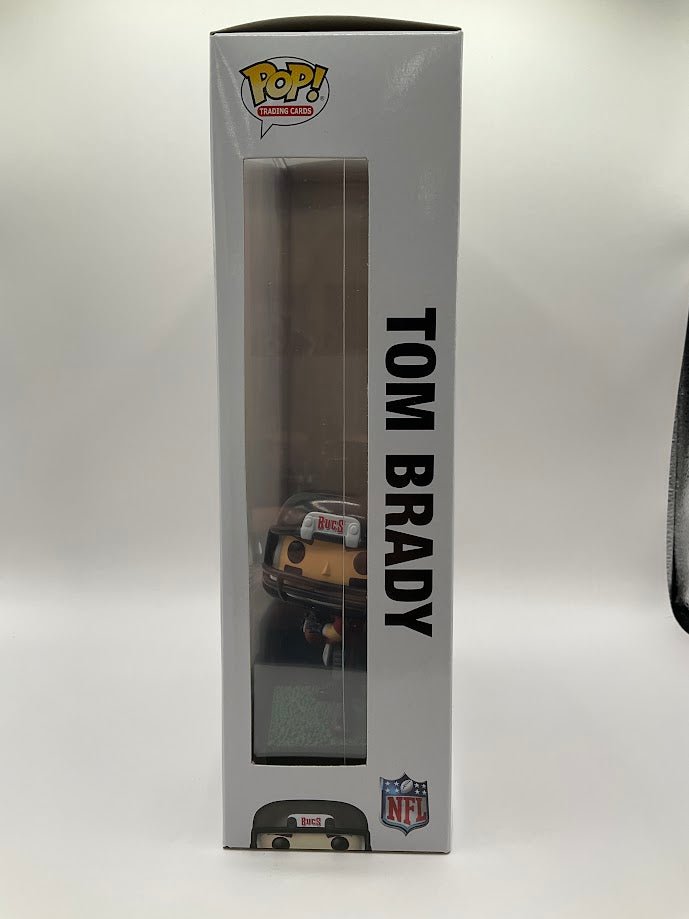 POP!
TRADING CARDS
TOM BRADY
BUCS
NFL
BUCS